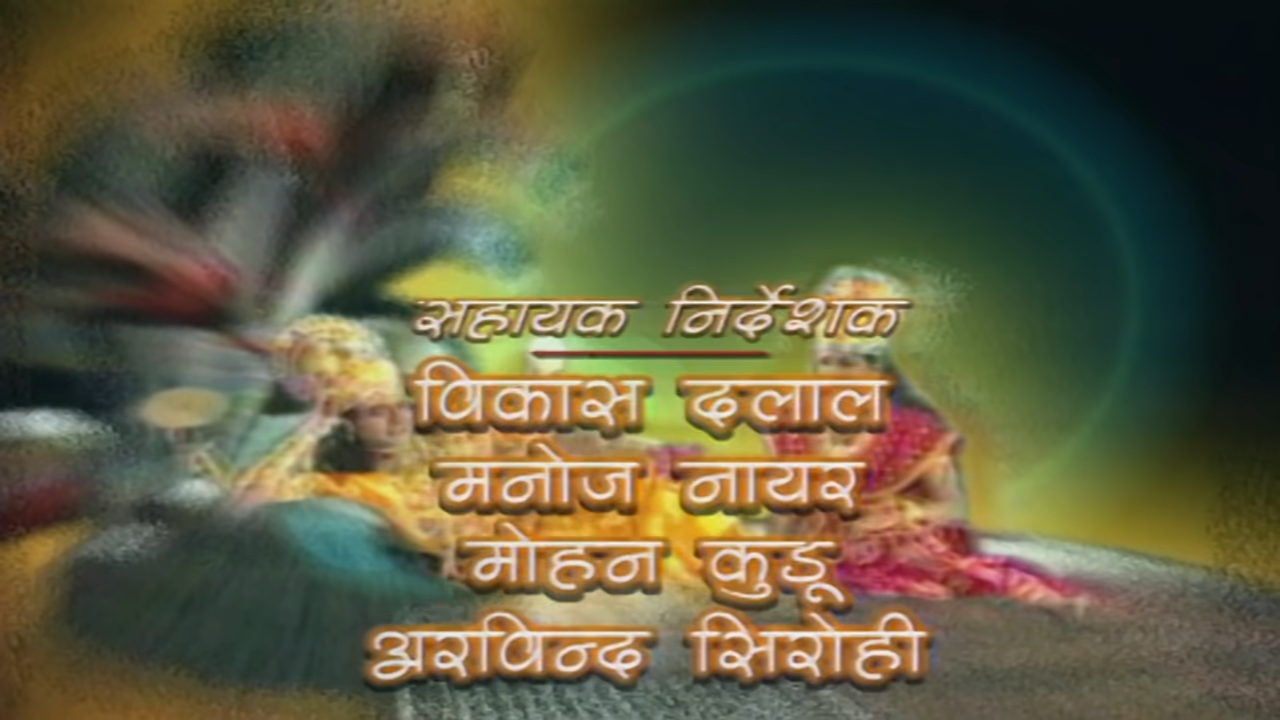 सहायक निर्देशक
विकास दलाल
मनोज नायर
मोहन कुडू
अरविन्द सिरोही